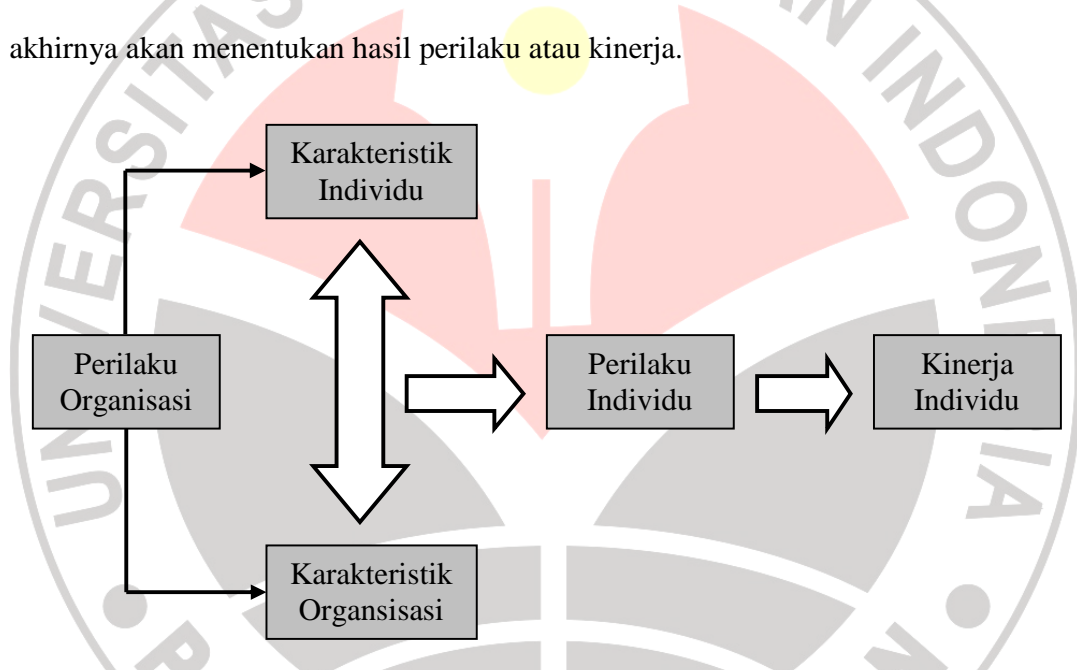 akhirnya akan menentukan hasil perilaku atau kinerja.
Karakteristik
Individu
Perilaku
Organisasi
Perilaku
Individu
Kinerja
Individu
Karakteristik
Organsisasi